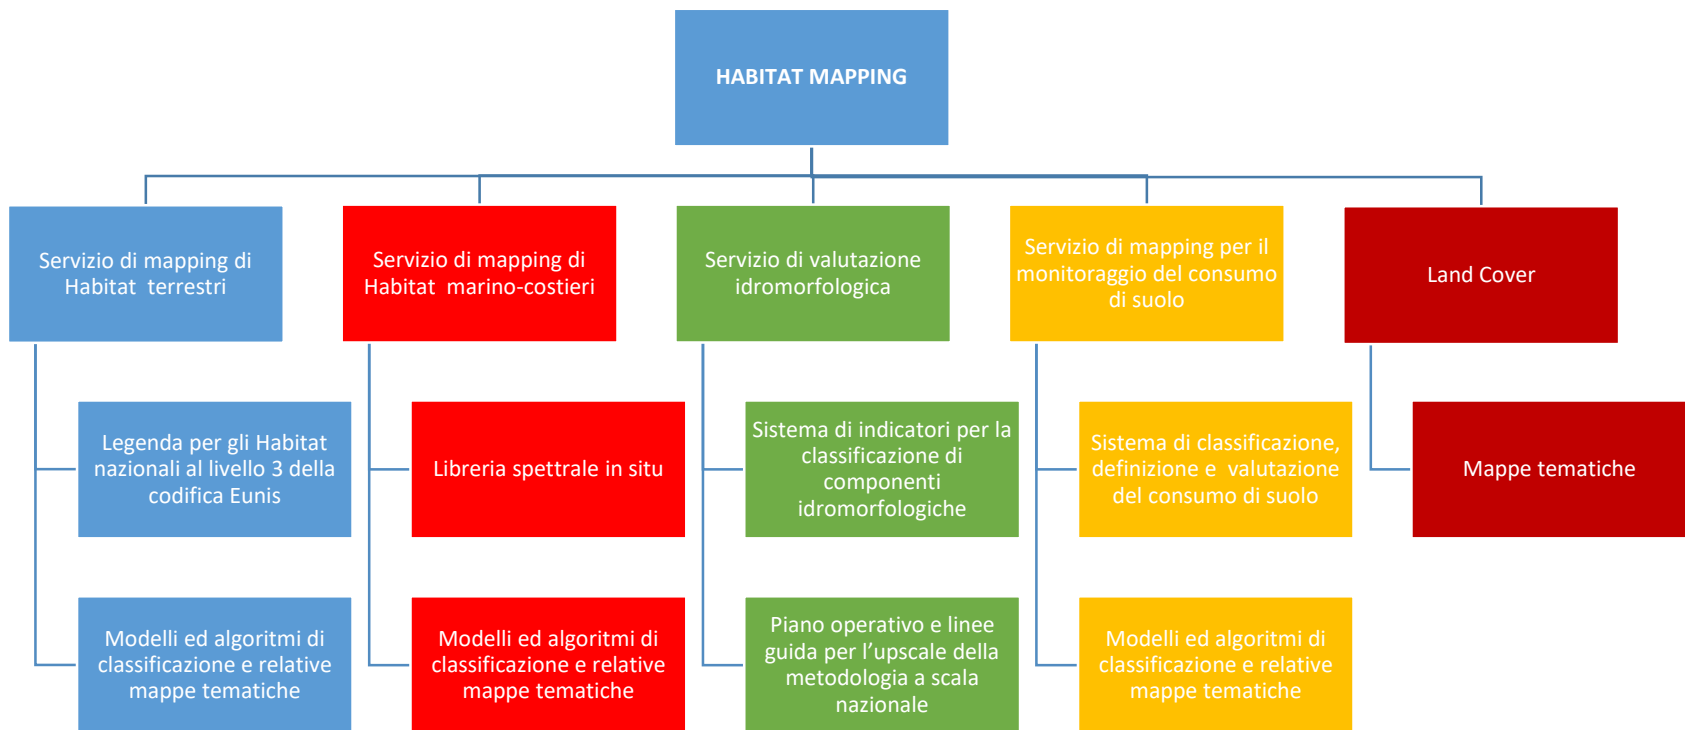 HABITAT MAPPING
Servizio di mapping di
Habitat terrestri
Servizio di mapping di
Habitat marino-costieri
Servizio di valutazione
idromorfologica
Servizio di mapping per il
monitoraggio del consumo
di suolo
Land Cover
Legenda per gli Habitat
nazionali al livello 3 della
codifica Eunis
Libreria spettrale in situ
Sistema di indicatori per la
classificazione di
componenti
idromorfologiche
Sistema di classificazione,
definizione e valutazione
del consumo di suolo
Mappe tematiche
Modelli ed algoritmi di
classificazione e relative
mappe tematiche
Modelli ed algoritmi di
classificazione e relative
mappe tematiche
Piano operativo e linee
guida per l’upscale della
metodologia a scala
nazionale
Modelli ed algoritmi di
classificazione e relative
mappe tematiche